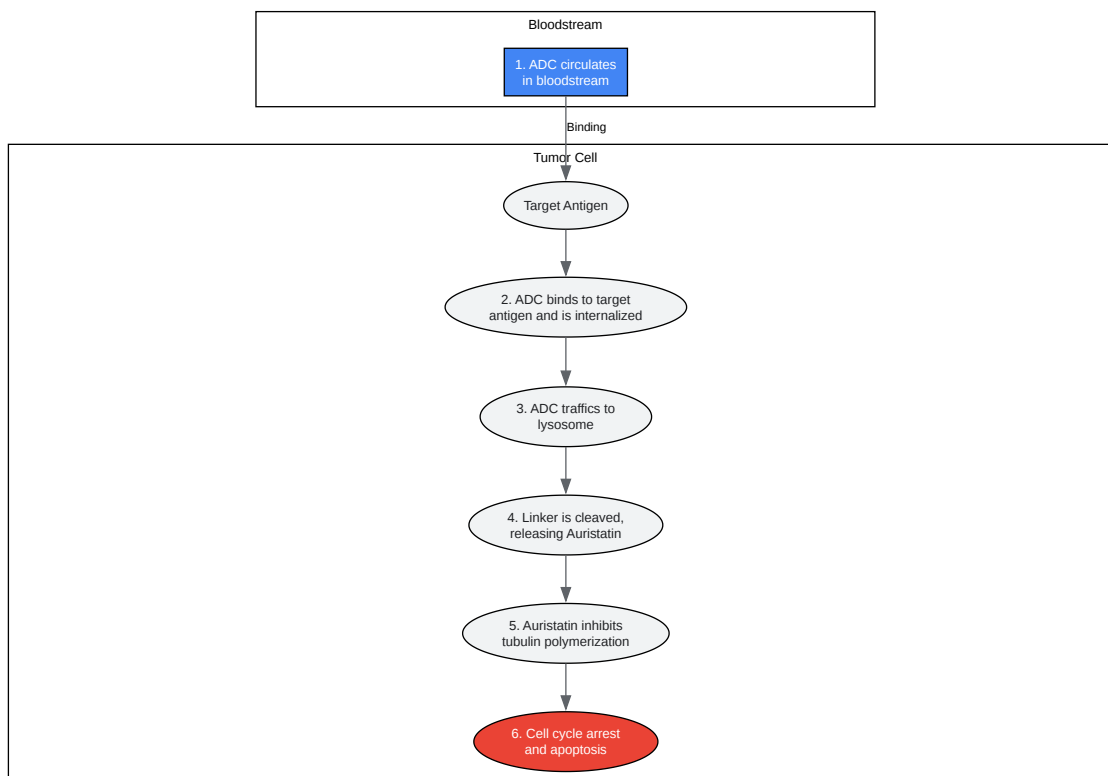 Bloodstream
1. ADC circulates
in bloodstream
Binding
Tumor Cell
Target Antigen
2. ADC binds to target
antigen and is internalized
3. ADC traffics to
lysosome
4. Linker is cleaved,
releasing Auristatin
5. Auristatin inhibits
tubulin polymerization
6. Cell cycle arrest
and apoptosis